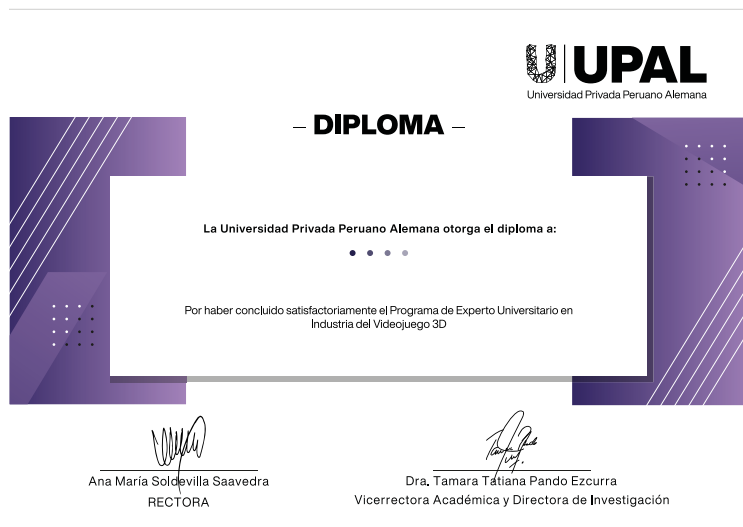 UPAL
Universidad Privada Peruano Alemana
— DIPLOMA —
La Universidad Privada Peruano Alemana otorga el diploma a:
Por haber concluido satisfactoriamente el Programa de Experto Universitario en
Industria del Videojuego 3D
Ana María Soldevilla Saavedra
RECTORA
Dra. Tamara Tatiana Pando Ezcurra
Vicerrectora Académica y Directora de Investigación